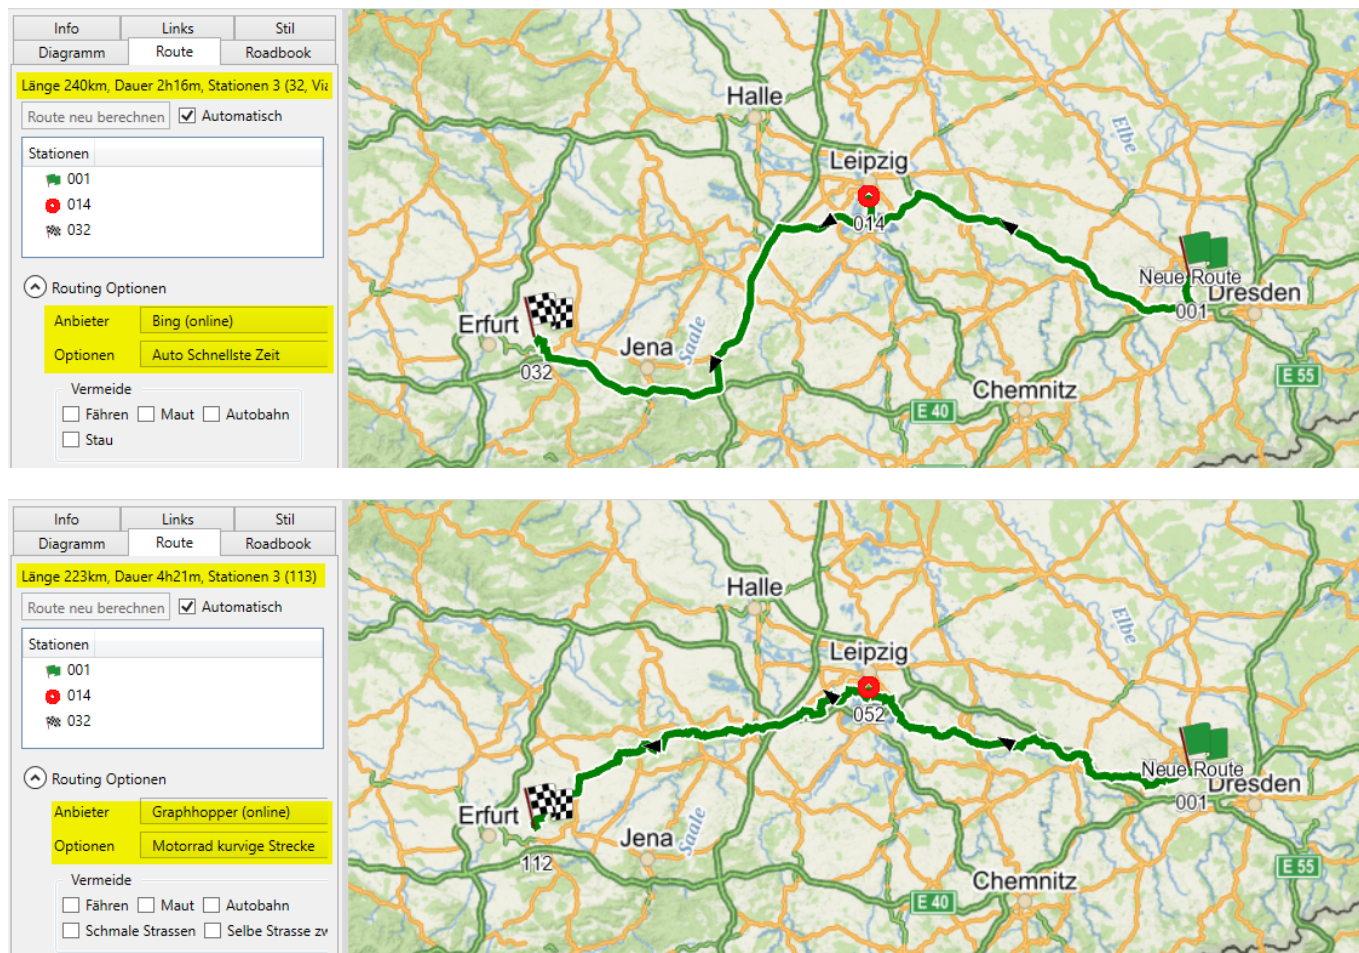 Info Links Stil
Diagramm Route Roadbook
Länge 240km, Dauer 2h16m, Stationen 3 (32, Via
Route neu berechnen Automatisch
Stationen
001
014
032
Routing Optionen
Anbieter Bing (online)
Optionen Auto Schnellste Zeit
Vermeide
Fähren Maut Autobahn
Stau
Halle
Elbe
Leipzig
014
Neue Route
Dresden
001
Erfurt
Jena
Saale
032
Chemnitz
E 55
E 40
Info Links Stil
Diagramm Route Roadbook
Länge 223km, Dauer 4h21m, Stationen 3 (113)
Route neu berechnen Automatisch
Stationen
001
014
032
Routing Optionen
Anbieter Graphhopper (online)
Optionen Motorrad kurvige Strecke
Vermeide
Fähren Maut Autobahn
Schmale Strassen Selbe Strasse zw
Halle
Elbe
Leipzig
052
Neue Route
Dresden
001
Erfurt
Jena
Saale
112
Chemnitz
E 55
E 40